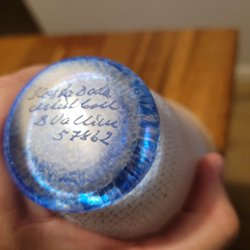 Kosta Boda
Artist Coll
B Vallien
57862